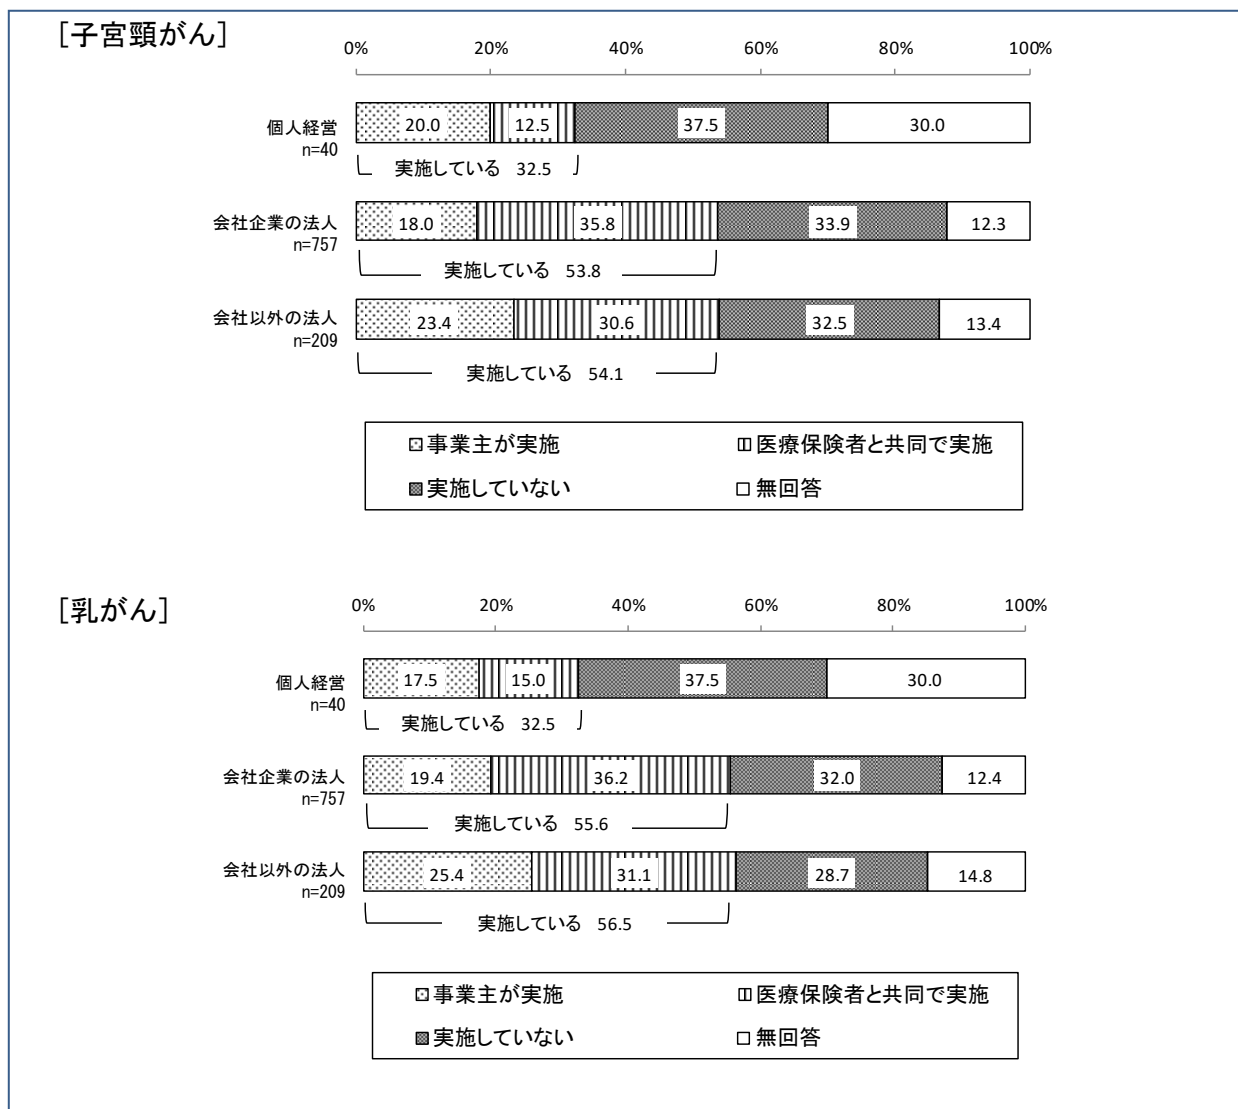 [子宮頸がん]
0% 20% 40% 60% 80% 100%
個人経営
n=40
20.0 12.5 37.5 30.0
実施している 32.5
会社企業の法人
n=757
18.0 35.8 33.9 12.3
実施している 53.8
会社以外の法人
n=209
23.4 30.6 32.5 13.4
実施している 54.1
事業主が実施 医療保険者と共同で実施
実施していない 無回答
[乳がん]
0% 20% 40% 60% 80% 100%
個人経営
n=40
17.5 15.0 37.5 30.0
実施している 32.5
会社企業の法人
n=757
19.4 36.2 32.0 12.4
実施している 55.6
会社以外の法人
n=209
25.4 31.1 28.7 14.8
実施している 56.5
事業主が実施 医療保険者と共同で実施
実施していない 無回答